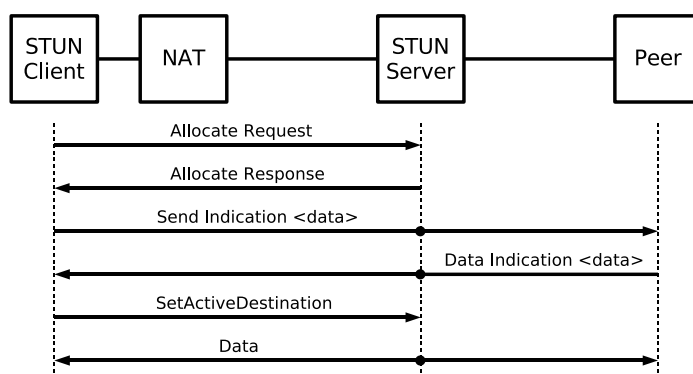 STUN
Client
NAT
STUN
Server
Peer
Allocate Request
Allocate Response
Send Indication <data>
Data Indication <data>
SetActiveDestination
Data